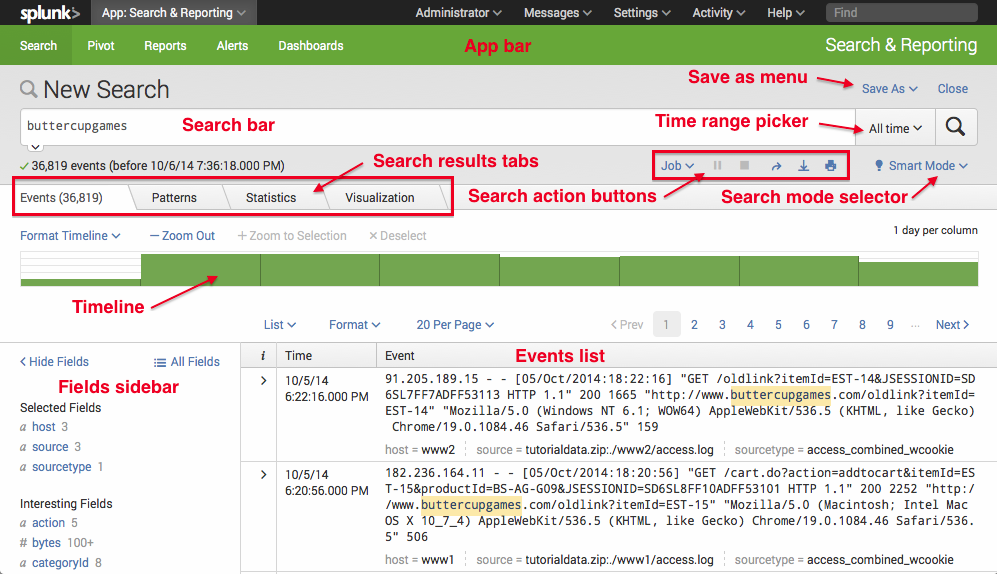 splunk> App: Search & Reporting Administrator Messages Settings Activity Help Find
Search Pivot Reports Alerts Dashboards App bar Search & Reporting
New Search Save as menu Save As Close
buttercupgames Search bar Time range picker All time
36,819 events (before 10/6/14 7:36:18.000 PM) Search results tabs Job Smart Mode
Events (36,819) Patterns Statistics Visualization Search action buttons Search mode selector
Format Timeline — Zoom Out + Zoom to Selection × Deselect 1 day per column
Timeline
List Format 20 Per Page < Prev 1 2 3 4 5 6 7 8 9 ... Next >
< Hide Fields All Fields
Fields sidebar
Selected Fields
a host 3
a source 3
a sourcetype 1
Interesting Fields
a action 5
# bytes 100+
a categoryId 8
Events list
i Time Event
> 10/5/14
6:22:16.000 PM
91.205.189.15 - - [05/Oct/2014:18:22:16] "GET /oldlink?itemId=EST-14&JSESSIONID=SD
6SL7FF7ADFF53113 HTTP 1.1" 200 1665 "http://www.buttercupgames.com/oldlink?itemId=
EST-14" "Mozilla/5.0 (Windows NT 6.1; WOW64) AppleWebKit/536.5 (KHTML, like Gecko)
Chrome/19.0.1084.46 Safari/536.5" 159
host = www2 source = tutorialdata.zip:./www2/access.log sourcetype = access_combined_wcookie
> 10/5/14
6:20:56.000 PM
182.236.164.11 - - [05/Oct/2014:18:20:56] "GET /cart.do?action=addtocart&itemId=ES
T-15&productId=BS-AG-G09&JSESSIONID=SD6SL8FF10ADFF53101 HTTP 1.1" 200 2252 "http:/
/www.buttercupgames.com/oldlink?itemId=EST-15" "Mozilla/5.0 (Macintosh; Intel Mac
OS X 10_7_4) AppleWebKit/536.5 (KHTML, like Gecko) Chrome/19.0.1084.46 Safari/536.
5" 506
host = www1 source = tutorialdata.zip:./www1/access.log sourcetype = access_combined_wcookie